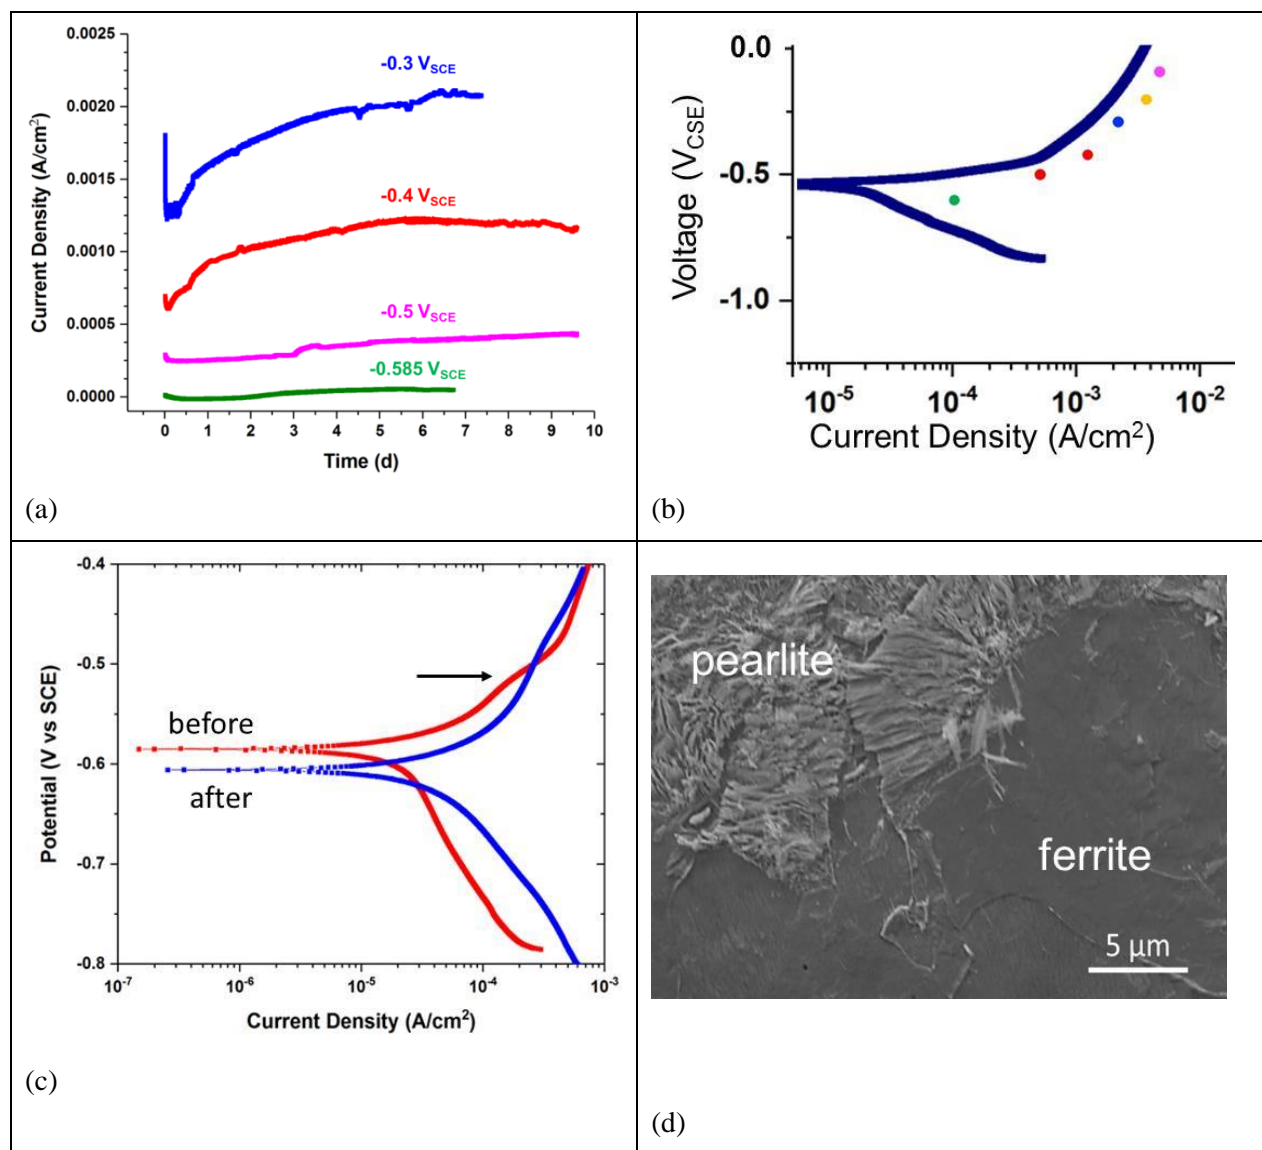 0.0025
0.0020
0.0015
0.0010
0.0005
0.0000
Current Density (A/cm²)
-0.3 VSCE
-0.4 VSCE
-0.5 VSCE
-0.585 VSCE
0 1 2 3 4 5 6 7 8 9 10
Time (d)
(a)
0.0
-0.5
-1.0
Voltage (VCSE)
10⁻⁵ 10⁻⁴ 10⁻³ 10⁻²
Current Density (A/cm²)
(b)
-0.4
-0.5
-0.6
-0.7
-0.8
Potential (V vs SCE)
before
after
10⁻⁷ 10⁻⁶ 10⁻⁵ 10⁻⁴ 10⁻³
Current Density (A/cm²)
(c)
pearlite
ferrite
5 µm
(d)